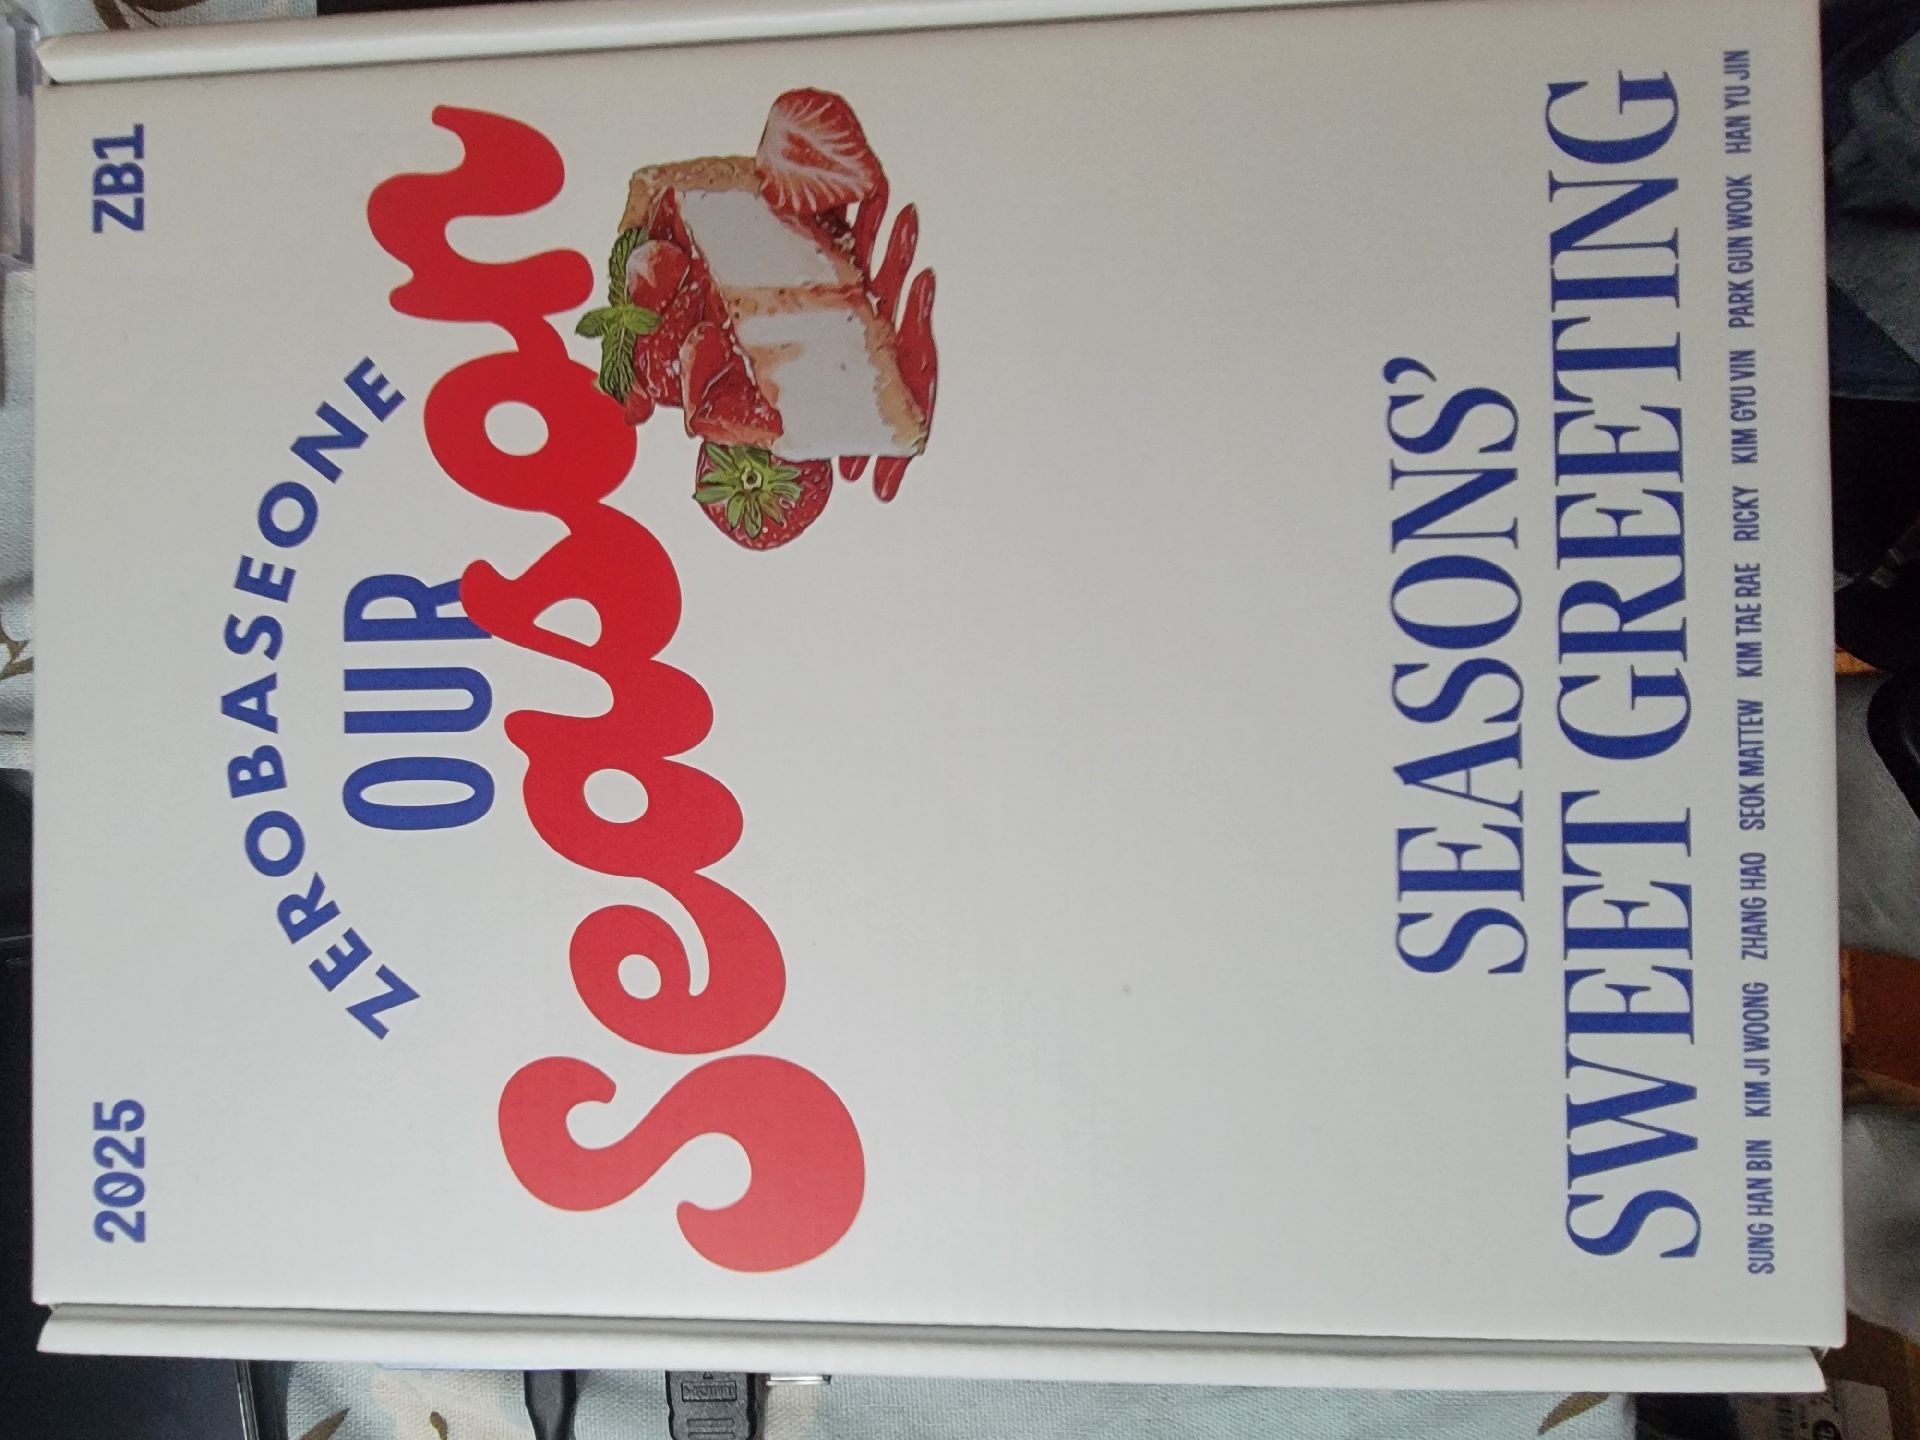 2025 ZB1
ZEROBASEONE
OUR
Season
SEASONS'
SWEET GREETING
SUNG HAN BIN KIM JI WOONG ZHANG HAO SEOK MATTEW KIM TAE RAE RICKY KIM GYU VIN PARK GUN WOOK HAN YU JIN